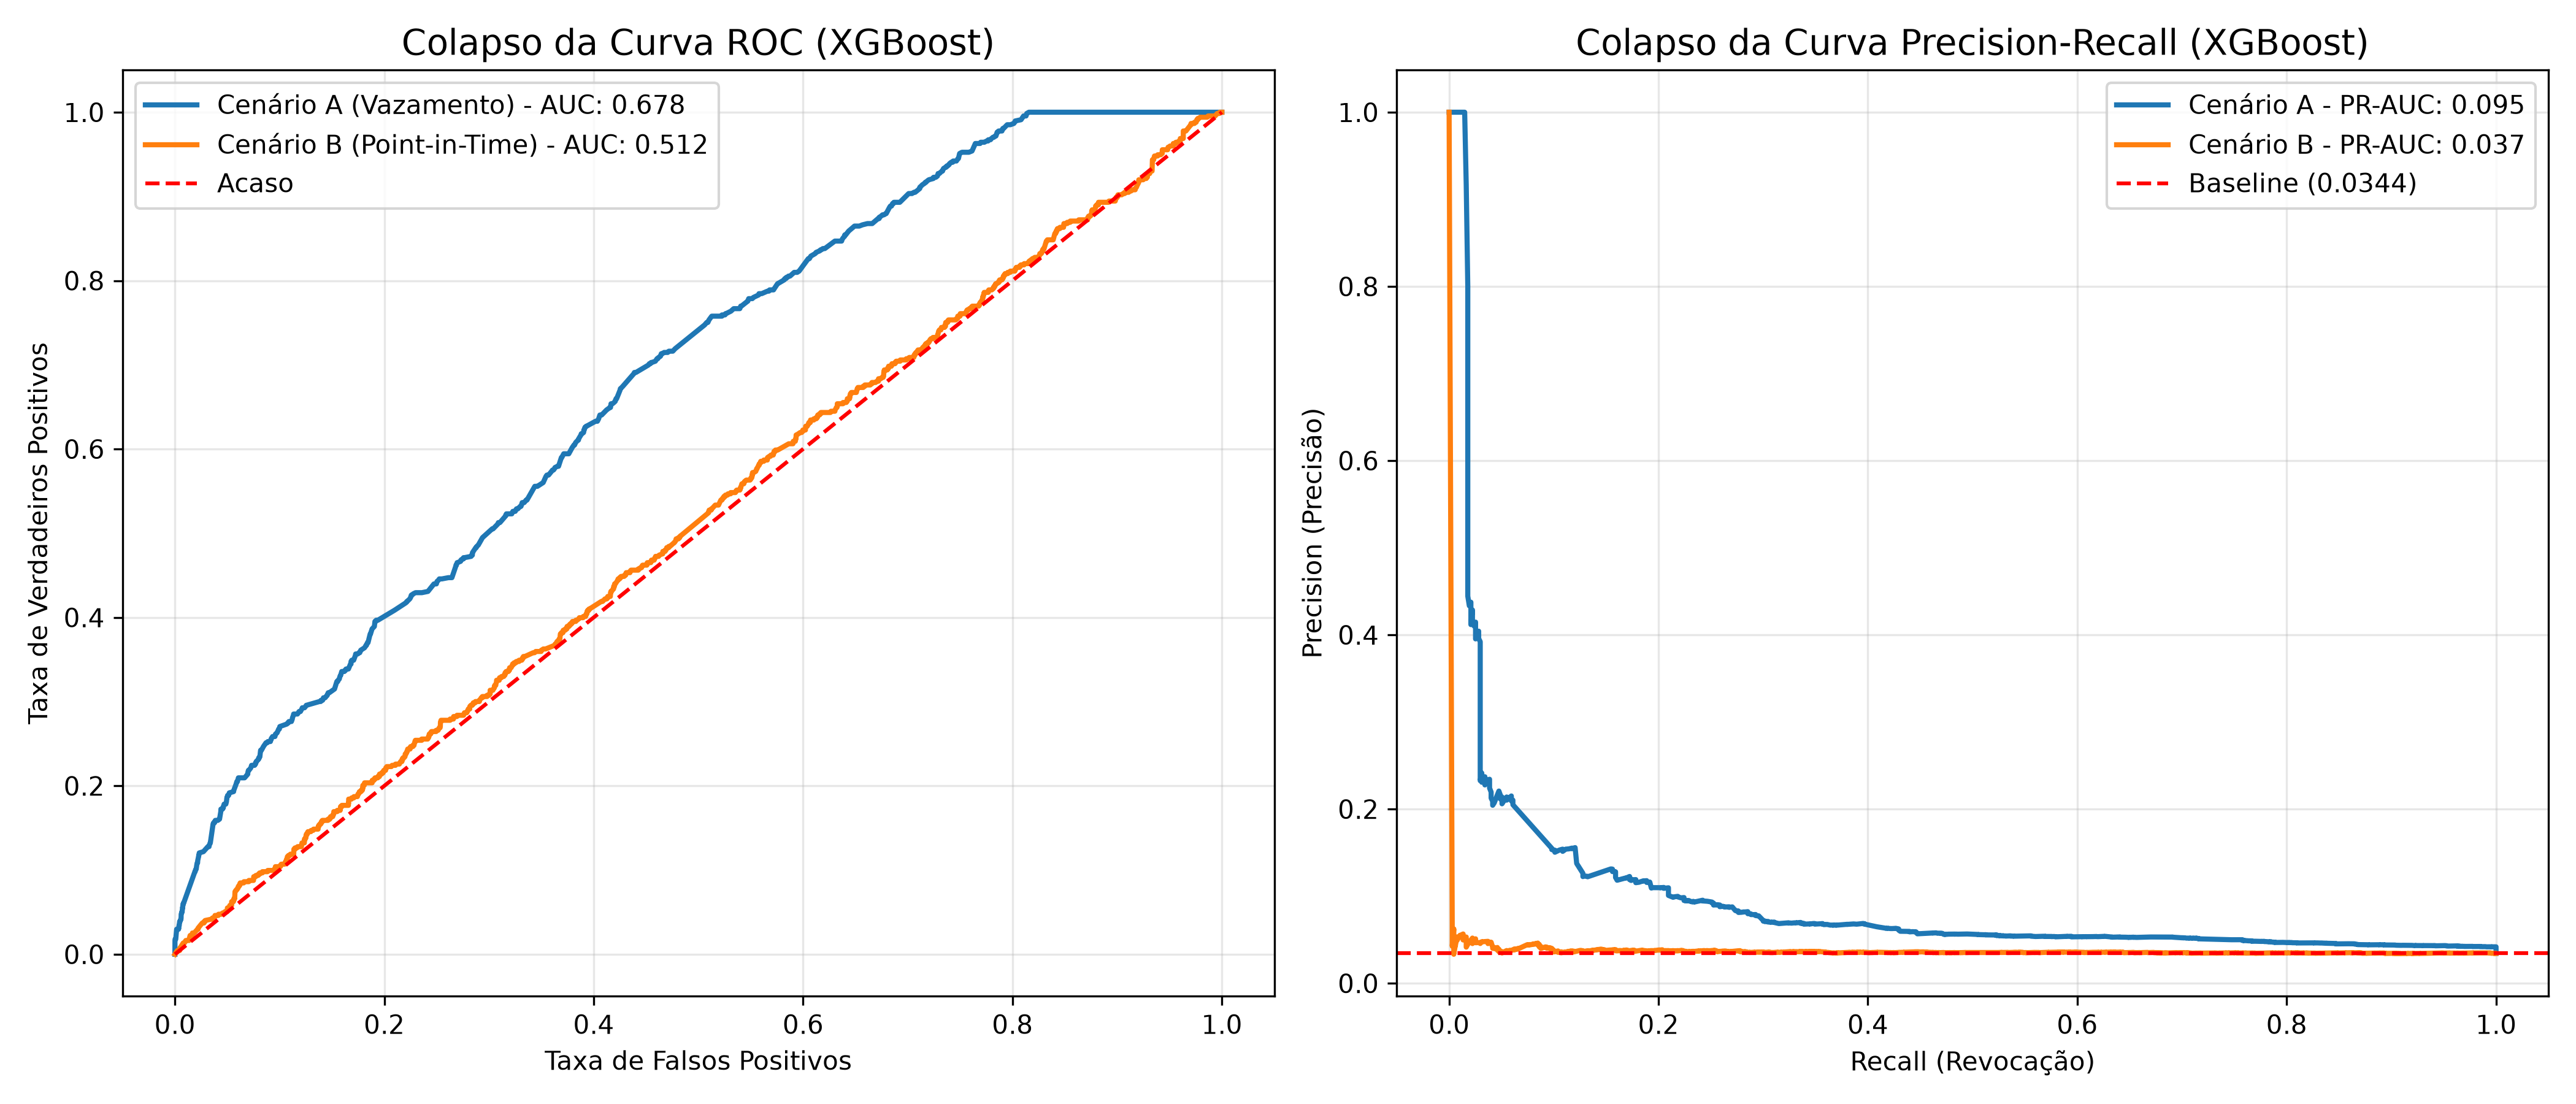 Colapso da Curva ROC (XGBoost)
Cenário A (Vazamento) - AUC: 0.678
Cenário B (Point-in-Time) - AUC: 0.512
Acaso
Taxa de Verdadeiros Positivos
1.0
0.8
0.6
0.4
0.2
0.0
0.0 0.2 0.4 0.6 0.8 1.0
Taxa de Falsos Positivos
Colapso da Curva Precision-Recall (XGBoost)
Cenário A - PR-AUC: 0.095
Cenário B - PR-AUC: 0.037
Baseline (0.0344)
Precision (Precisão)
1.0
0.8
0.6
0.4
0.2
0.0
0.0 0.2 0.4 0.6 0.8 1.0
Recall (Revocação)